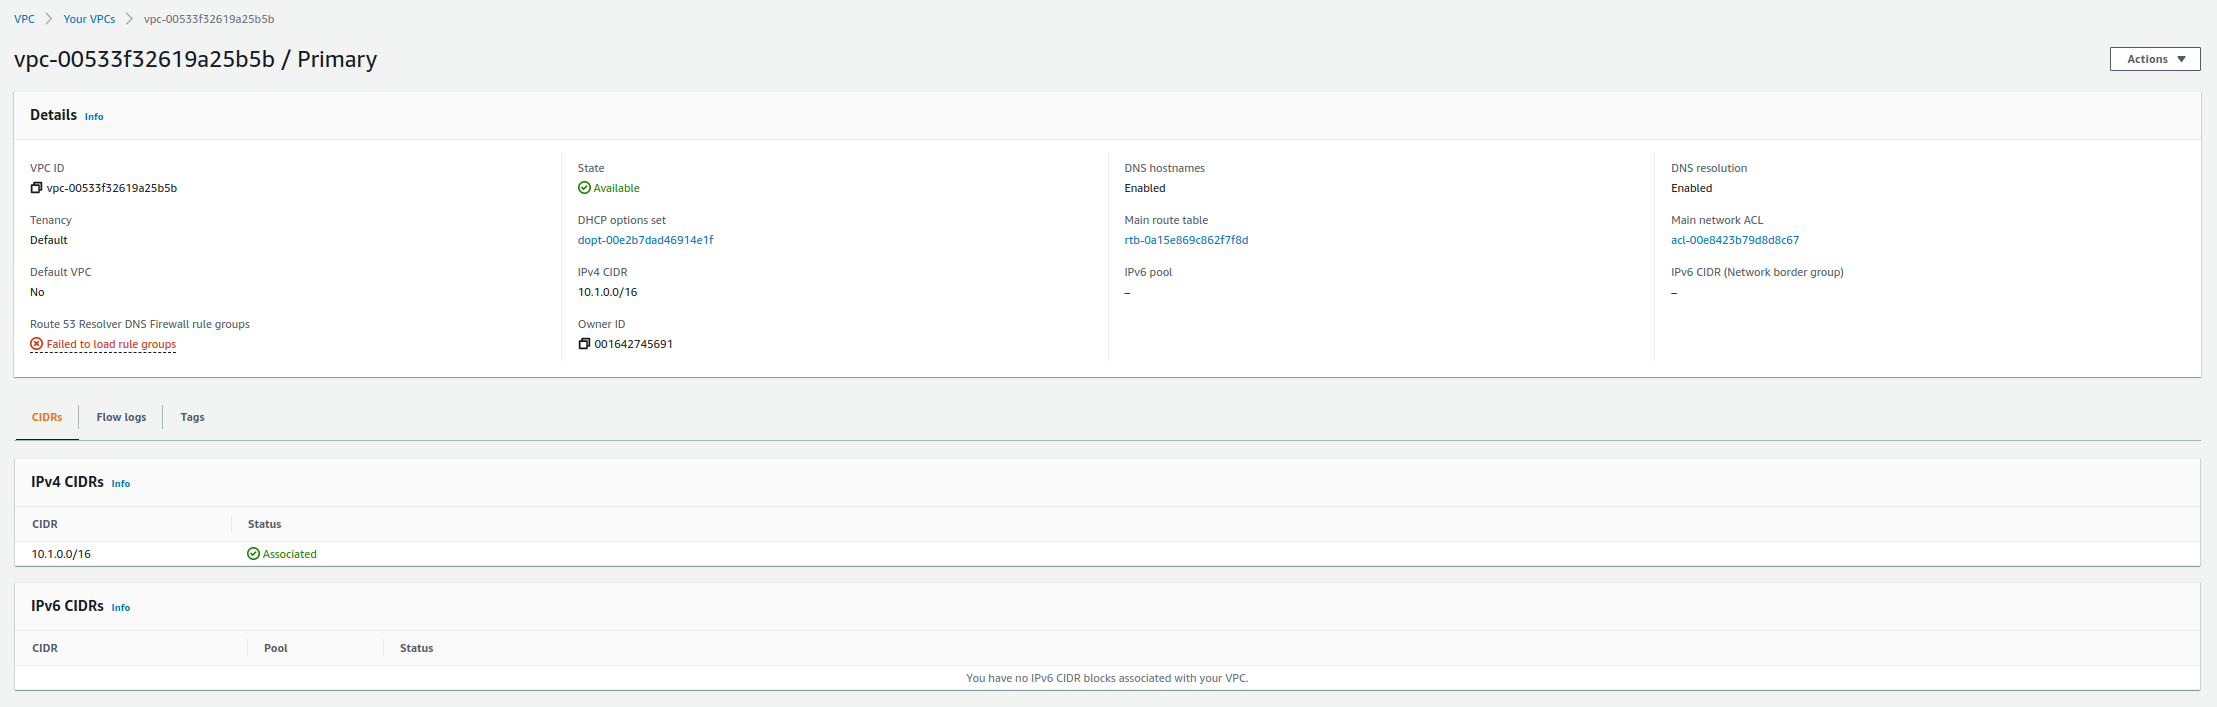 VPC > Your VPCs > vpc-00533f32619a25b5b
vpc-00533f32619a25b5b / Primary
Actions
Details Info
VPC ID
vpc-00533f32619a25b5b
State
Available
DNS hostnames
Enabled
DNS resolution
Enabled
Tenancy
Default
DHCP options set
dopt-00e2b7dad46914e1f
Main route table
rtb-0a15e869c862f7f8d
Main network ACL
acl-00e8423b79d8d8c67
Default VPC
No
IPv4 CIDR
10.1.0.0/16
IPv6 pool
–
IPv6 CIDR (Network border group)
–
Route 53 Resolver DNS Firewall rule groups
Failed to load rule groups
Owner ID
001642745691
CIDRs Flow logs Tags
IPv4 CIDRs Info
CIDR Status
10.1.0.0/16 Associated
IPv6 CIDRs Info
CIDR Pool Status
You have no IPv6 CIDR blocks associated with your VPC.